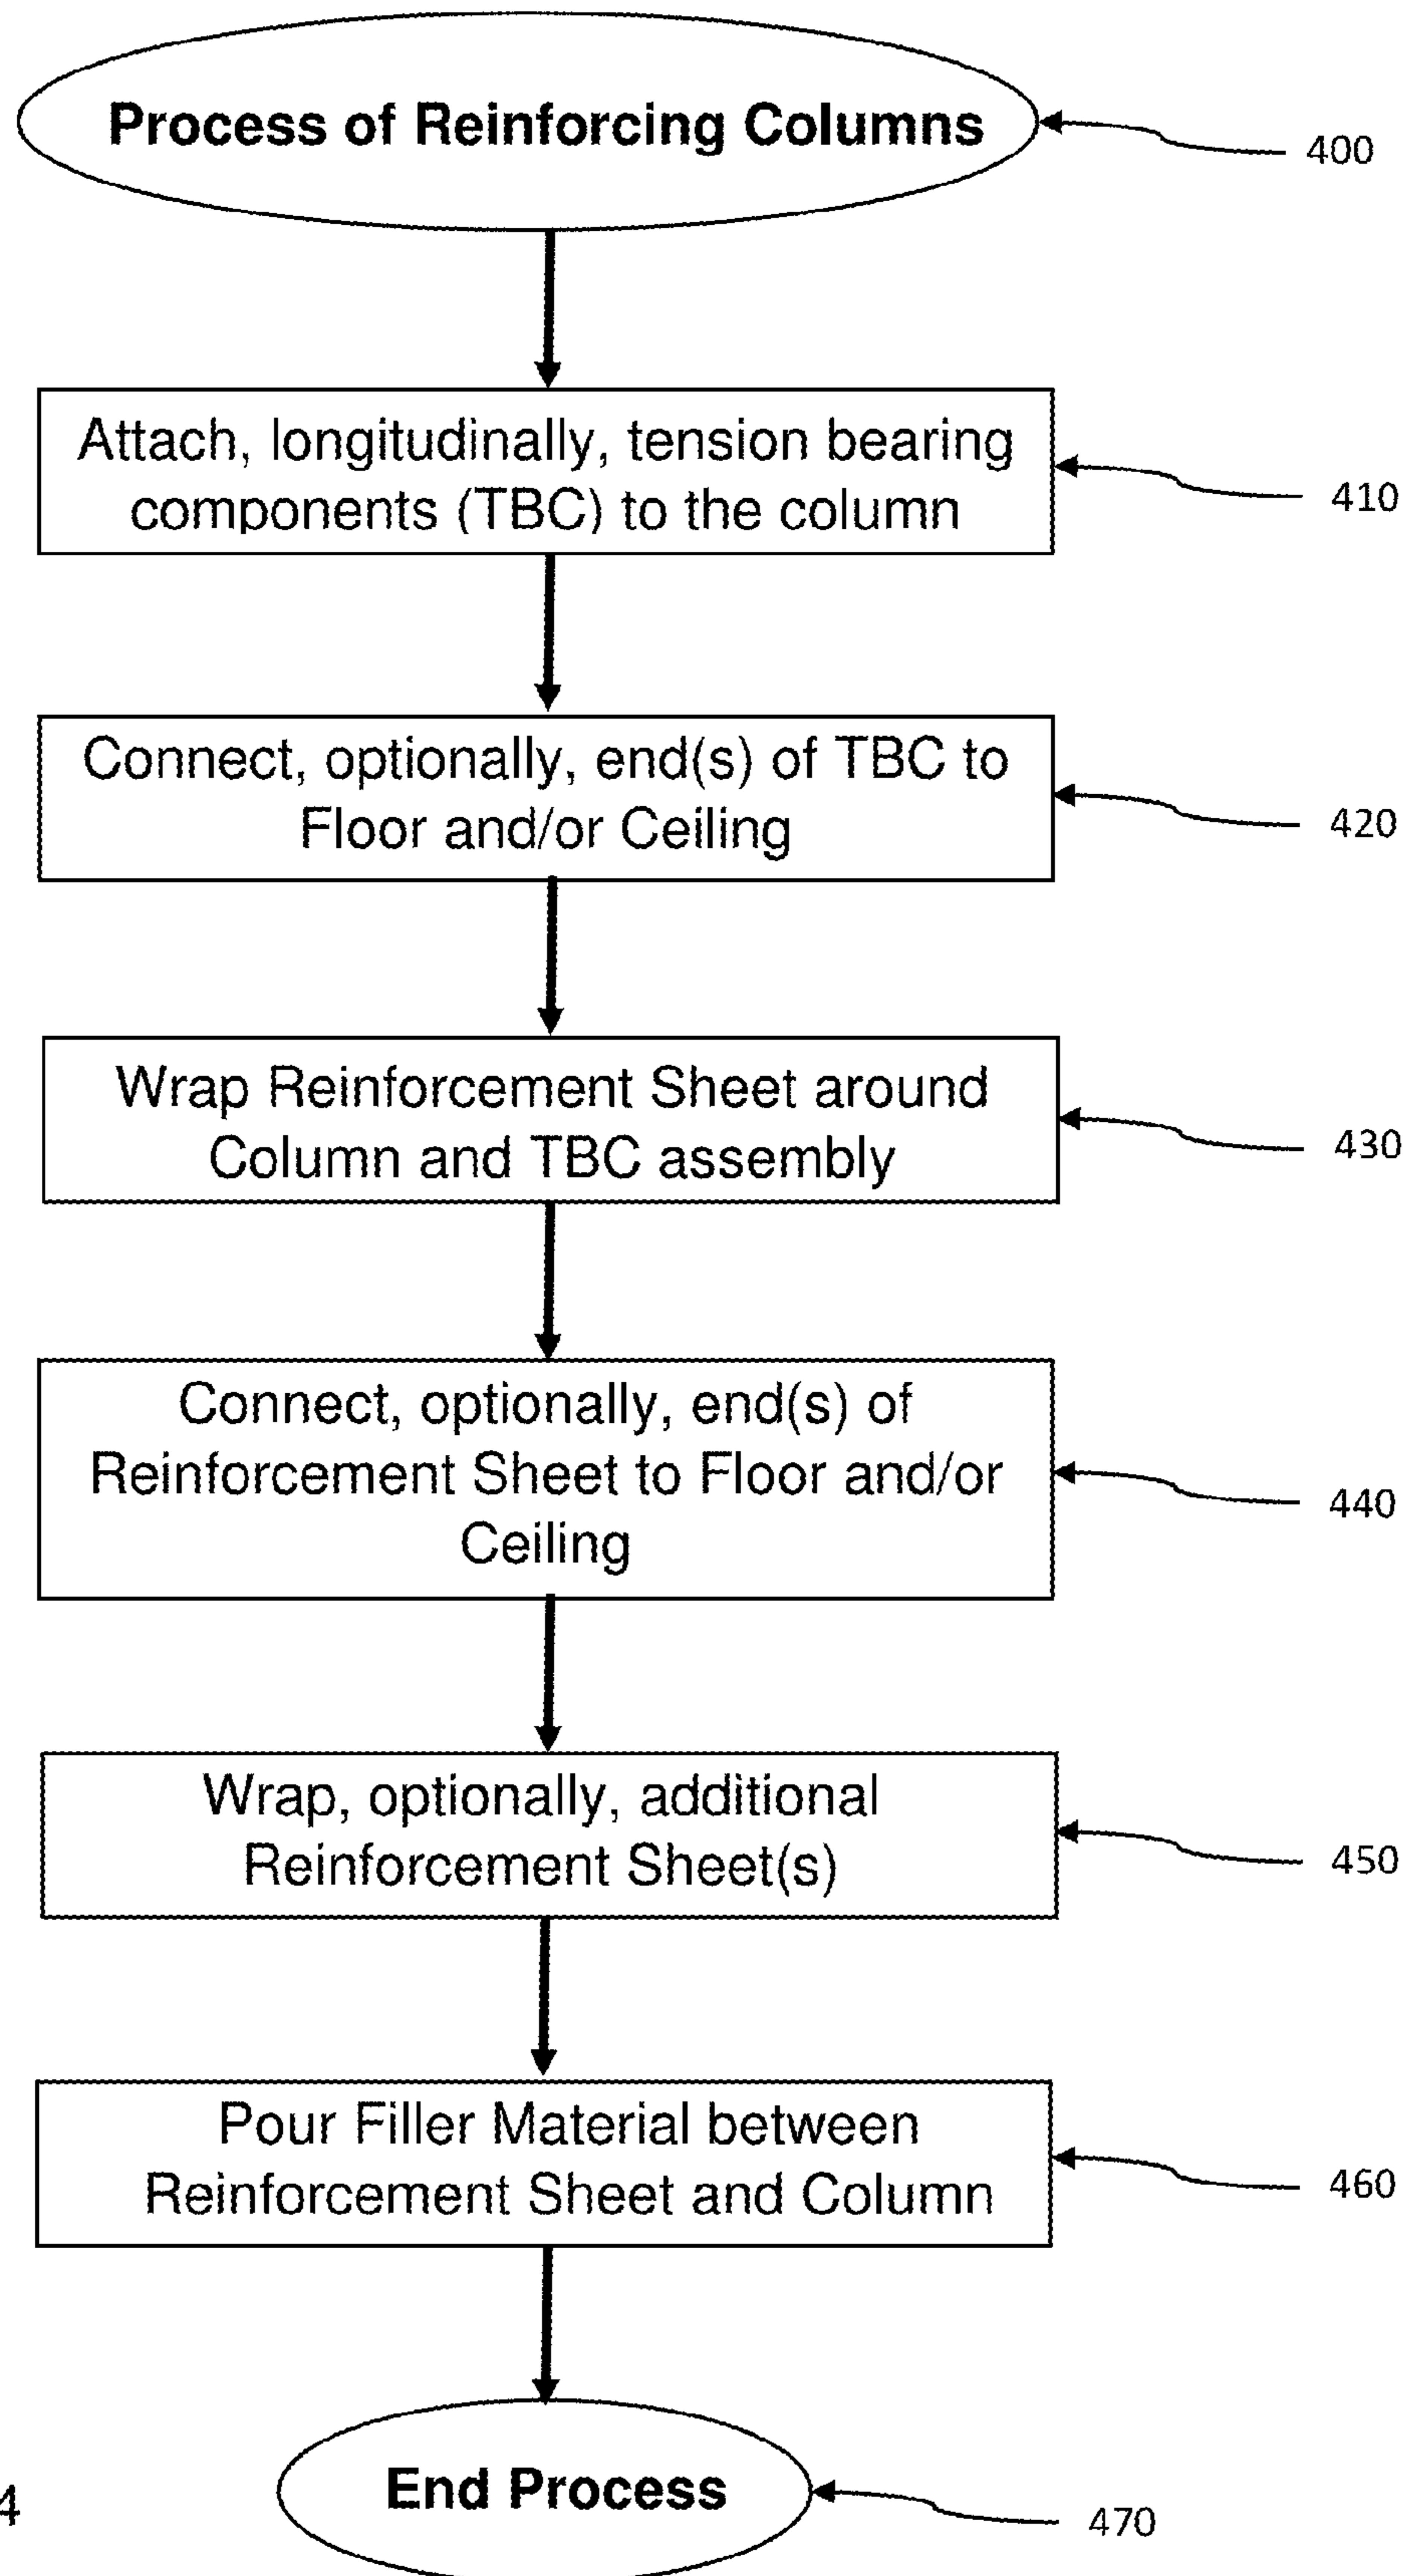 Process of Reinforcing Columns
400
Attach, longitudinally, tension bearing
components (TBC) to the column
410
Connect, optionally, end(s) of TBC to
Floor and/or Ceiling
420
Wrap Reinforcement Sheet around
Column and TBC assembly
430
Connect, optionally, end(s) of
Reinforcement Sheet to Floor and/or
Ceiling
440
Wrap, optionally, additional
Reinforcement Sheet(s)
450
Pour Filler Material between
Reinforcement Sheet and Column
460
End Process
470
4